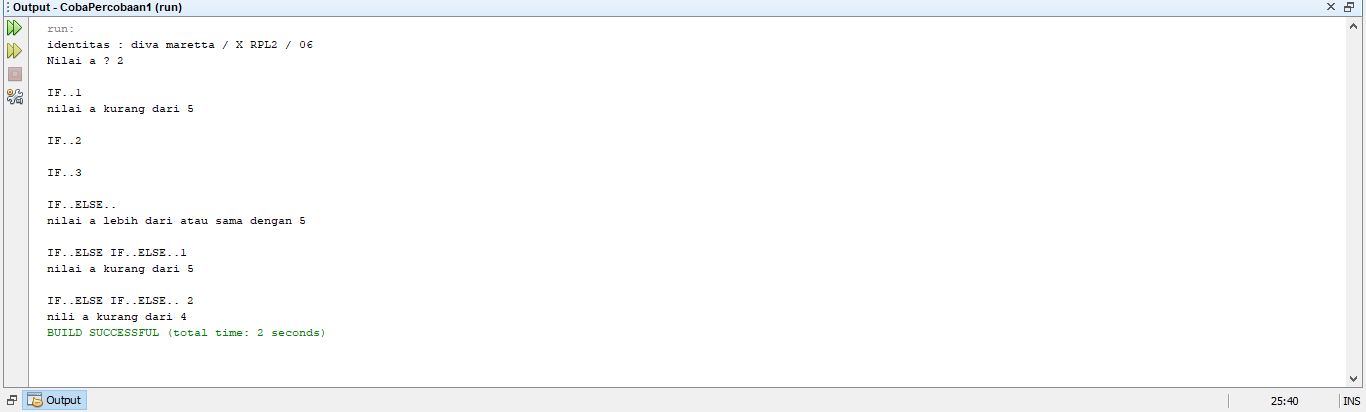 Output - CobaPercobaan1 (run)
run:
identitas : diva maretta / X RPL2 / 06
Nilai a ? 2
IF..1
nilai a kurang dari 5
IF..2
IF..3
IF..ELSE..
nilai a lebih dari atau sama dengan 5
IF..ELSE IF..ELSE..1
nilai a kurang dari 5
IF..ELSE IF..ELSE.. 2
nili a kurang dari 4
BUILD SUCCESSFUL (total time: 2 seconds)
Output
25:40
INS